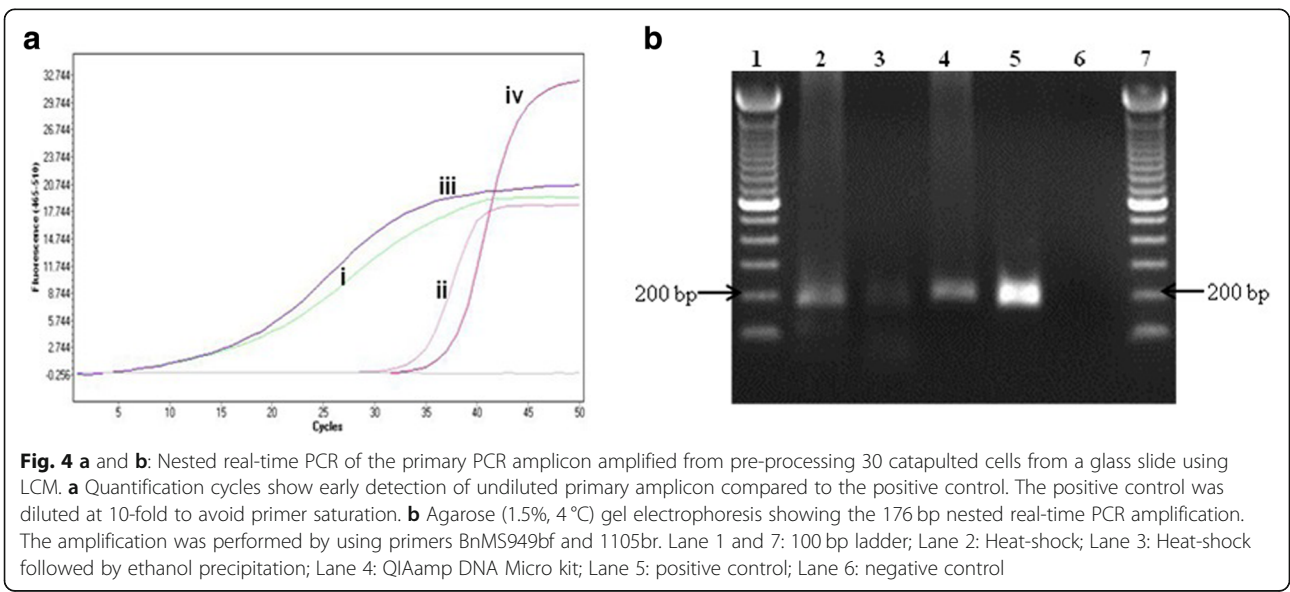 a
32.744
29.744
26.744
23.744
20.744
17.744
14.744
11.744
8.744
5.744
2.744
-0.256
Fluorescence (465-510)
iv
iii
i
ii
5 10 15 20 25 30 35 40 45 50
Cycles
b
1 2 3 4 5 6 7
200 bp
200 bp
Fig. 4 a and b: Nested real-time PCR of the primary PCR amplicon amplified from pre-processing 30 catapulted cells from a glass slide using
LCM. a Quantification cycles show early detection of undiluted primary amplicon compared to the positive control. The positive control was
diluted at 10-fold to avoid primer saturation. b Agarose (1.5%, 4 °C) gel electrophoresis showing the 176 bp nested real-time PCR amplification.
The amplification was performed by using primers BnMS949bf and 1105br. Lane 1 and 7: 100 bp ladder; Lane 2: Heat-shock; Lane 3: Heat-shock
followed by ethanol precipitation; Lane 4: QIAamp DNA Micro kit; Lane 5: positive control; Lane 6: negative control